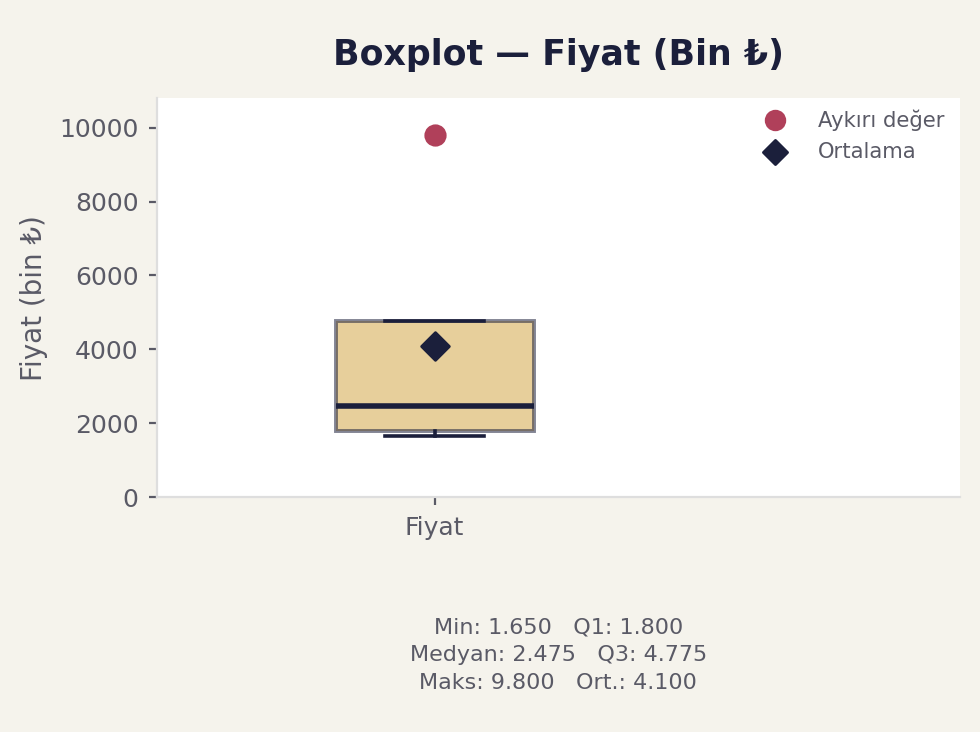 Boxplot — Fiyat (Bin ₺)
Fiyat (bin ₺)
10000
8000
6000
4000
2000
0
Aykırı değer
Ortalama
Fiyat
Min: 1.650   Q1: 1.800
Medyan: 2.475   Q3: 4.775
Maks: 9.800   Ort.: 4.100